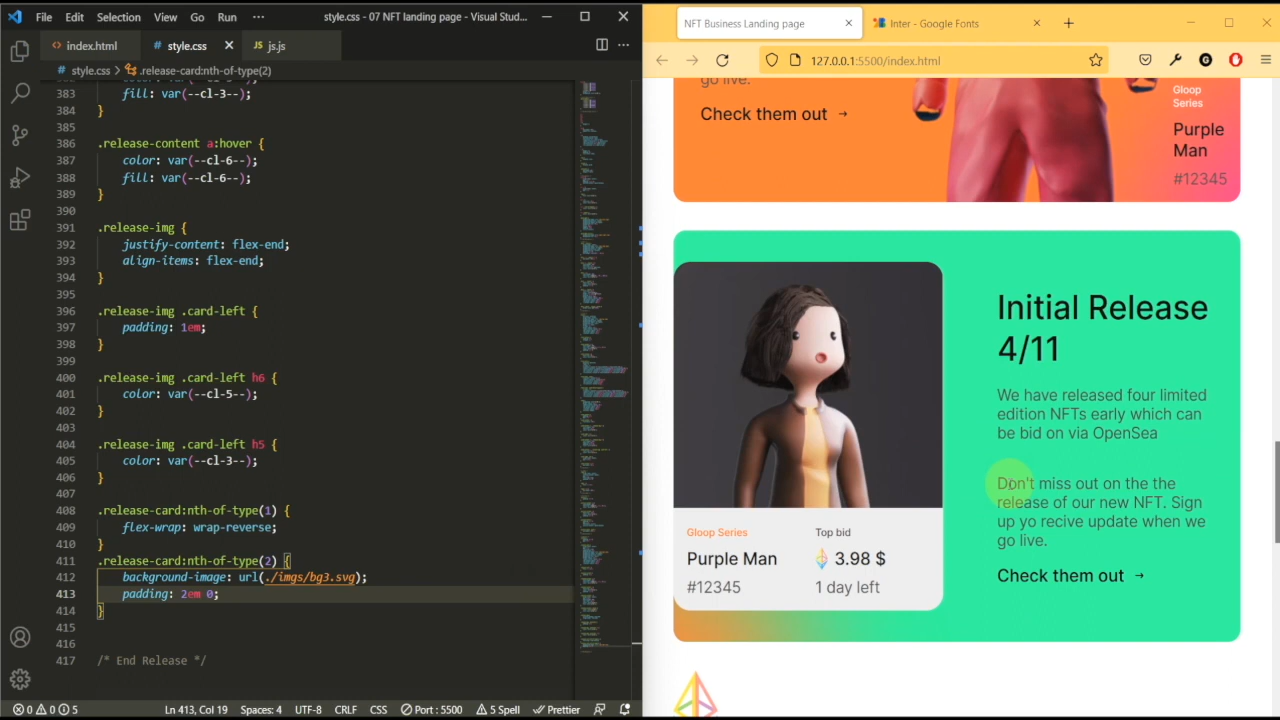 File Edit Selection View Go Run ··· style.css - 07 NFT landing page - Visual Stud...
index.html style.css js.js
style.css > .release-cardnth-of-type(2)
383 fill: var(--cl-3--);
384 }
385
386 .release-content a:hover {
387 color: var(--cl-6--);
388 fill: var(--cl-6--);
389 }
390
391 .release-img {
392 justify-content: flex-end;
393 align-items: flex-end;
394 }
395
396 .release-img .card-left {
397 padding: 1em;
398 }
399
400 .release-img .card-left h6 {
401 color: var(--cl-5--);
402 }
403
404 .release-img .card-left h5 {
405 color: var(--cl-3--);
406 }
407
408 .release-card:nth-of-type(1) {
409 flex-wrap: wrap-reverse;
410 }
411 .release-card:nth-of-type(2) {
412 background-image: url(./imgs/bg3.svg);
413 padding: 2em 0;
414 }
415
416
417 /* End Release */
0 0 5 Ln 413, Col 19 Spaces: 4 UTF-8 CRLF CSS Port : 5500 5 Spell Prettier
NFT Business Landing page
Inter - Google Fonts
127.0.0.1:5500/index.html
go live.
Check them out →
Gloop
Series
Purple
Man
#12345
Gloop Series
Purple Man
#12345
Top bid
3.98 $
1 day left
Initial Release
4/11
We have released four limited
edition NFTs early which can
be bid on via OpenSea
Don't miss out on the the
release of our new NFT. Sign
up yo recive update when we
go live.
Check them out →